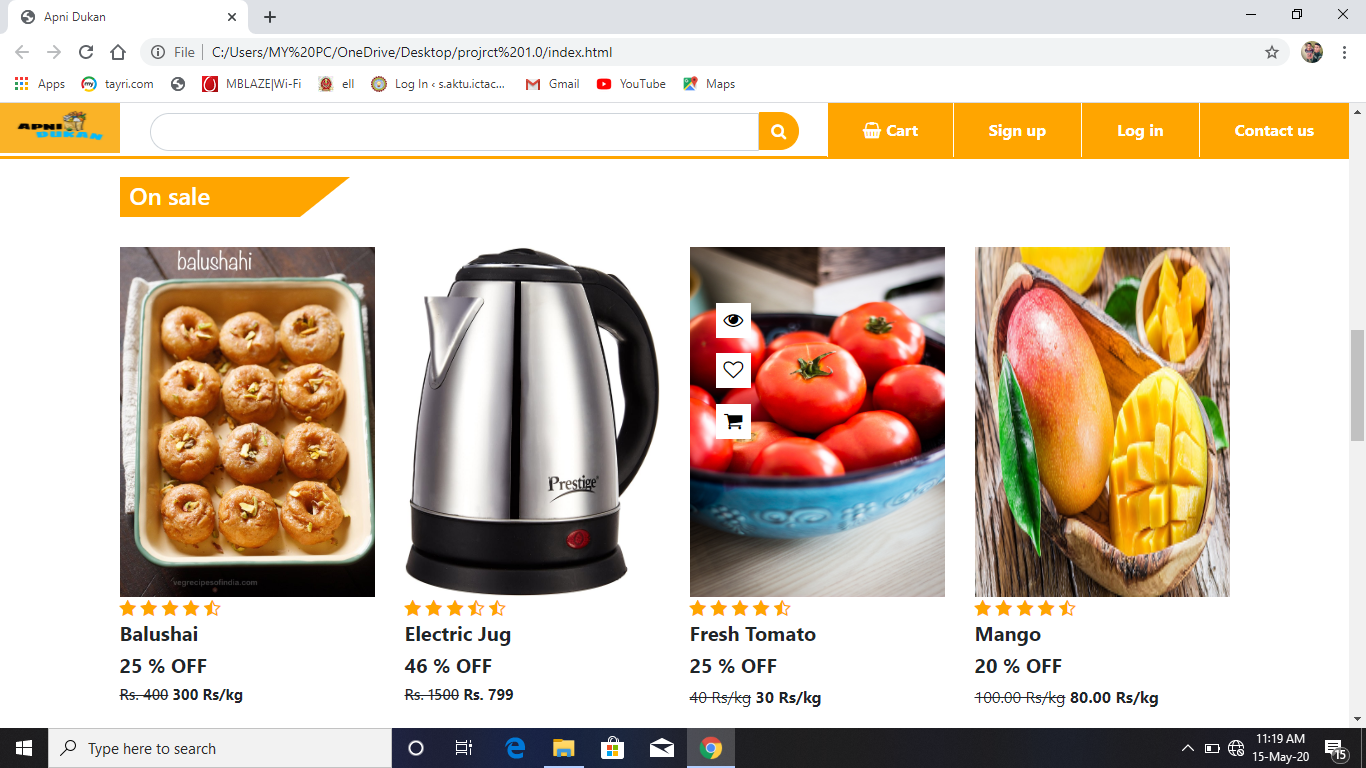 Apni Dukan
File
C:/Users/MY%20PC/OneDrive/Desktop/projrct%201.0/index.html
Apps
tayri.com
MBLAZE|Wi-Fi
ell
Log In ‹ s.aktu.ictac...
Gmail
YouTube
Maps
APNI
DUKAN
Cart
Sign up
Log in
Contact us
On sale
balushahi
vegrecipesofindia.com
Prestige
Balushai
25 % OFF
Rs. 400 300 Rs/kg
Electric Jug
46 % OFF
Rs. 1500 Rs. 799
Fresh Tomato
25 % OFF
40 Rs/kg 30 Rs/kg
Mango
20 % OFF
100.00 Rs/kg 80.00 Rs/kg
Type here to search
11:19 AM
15-May-20
15